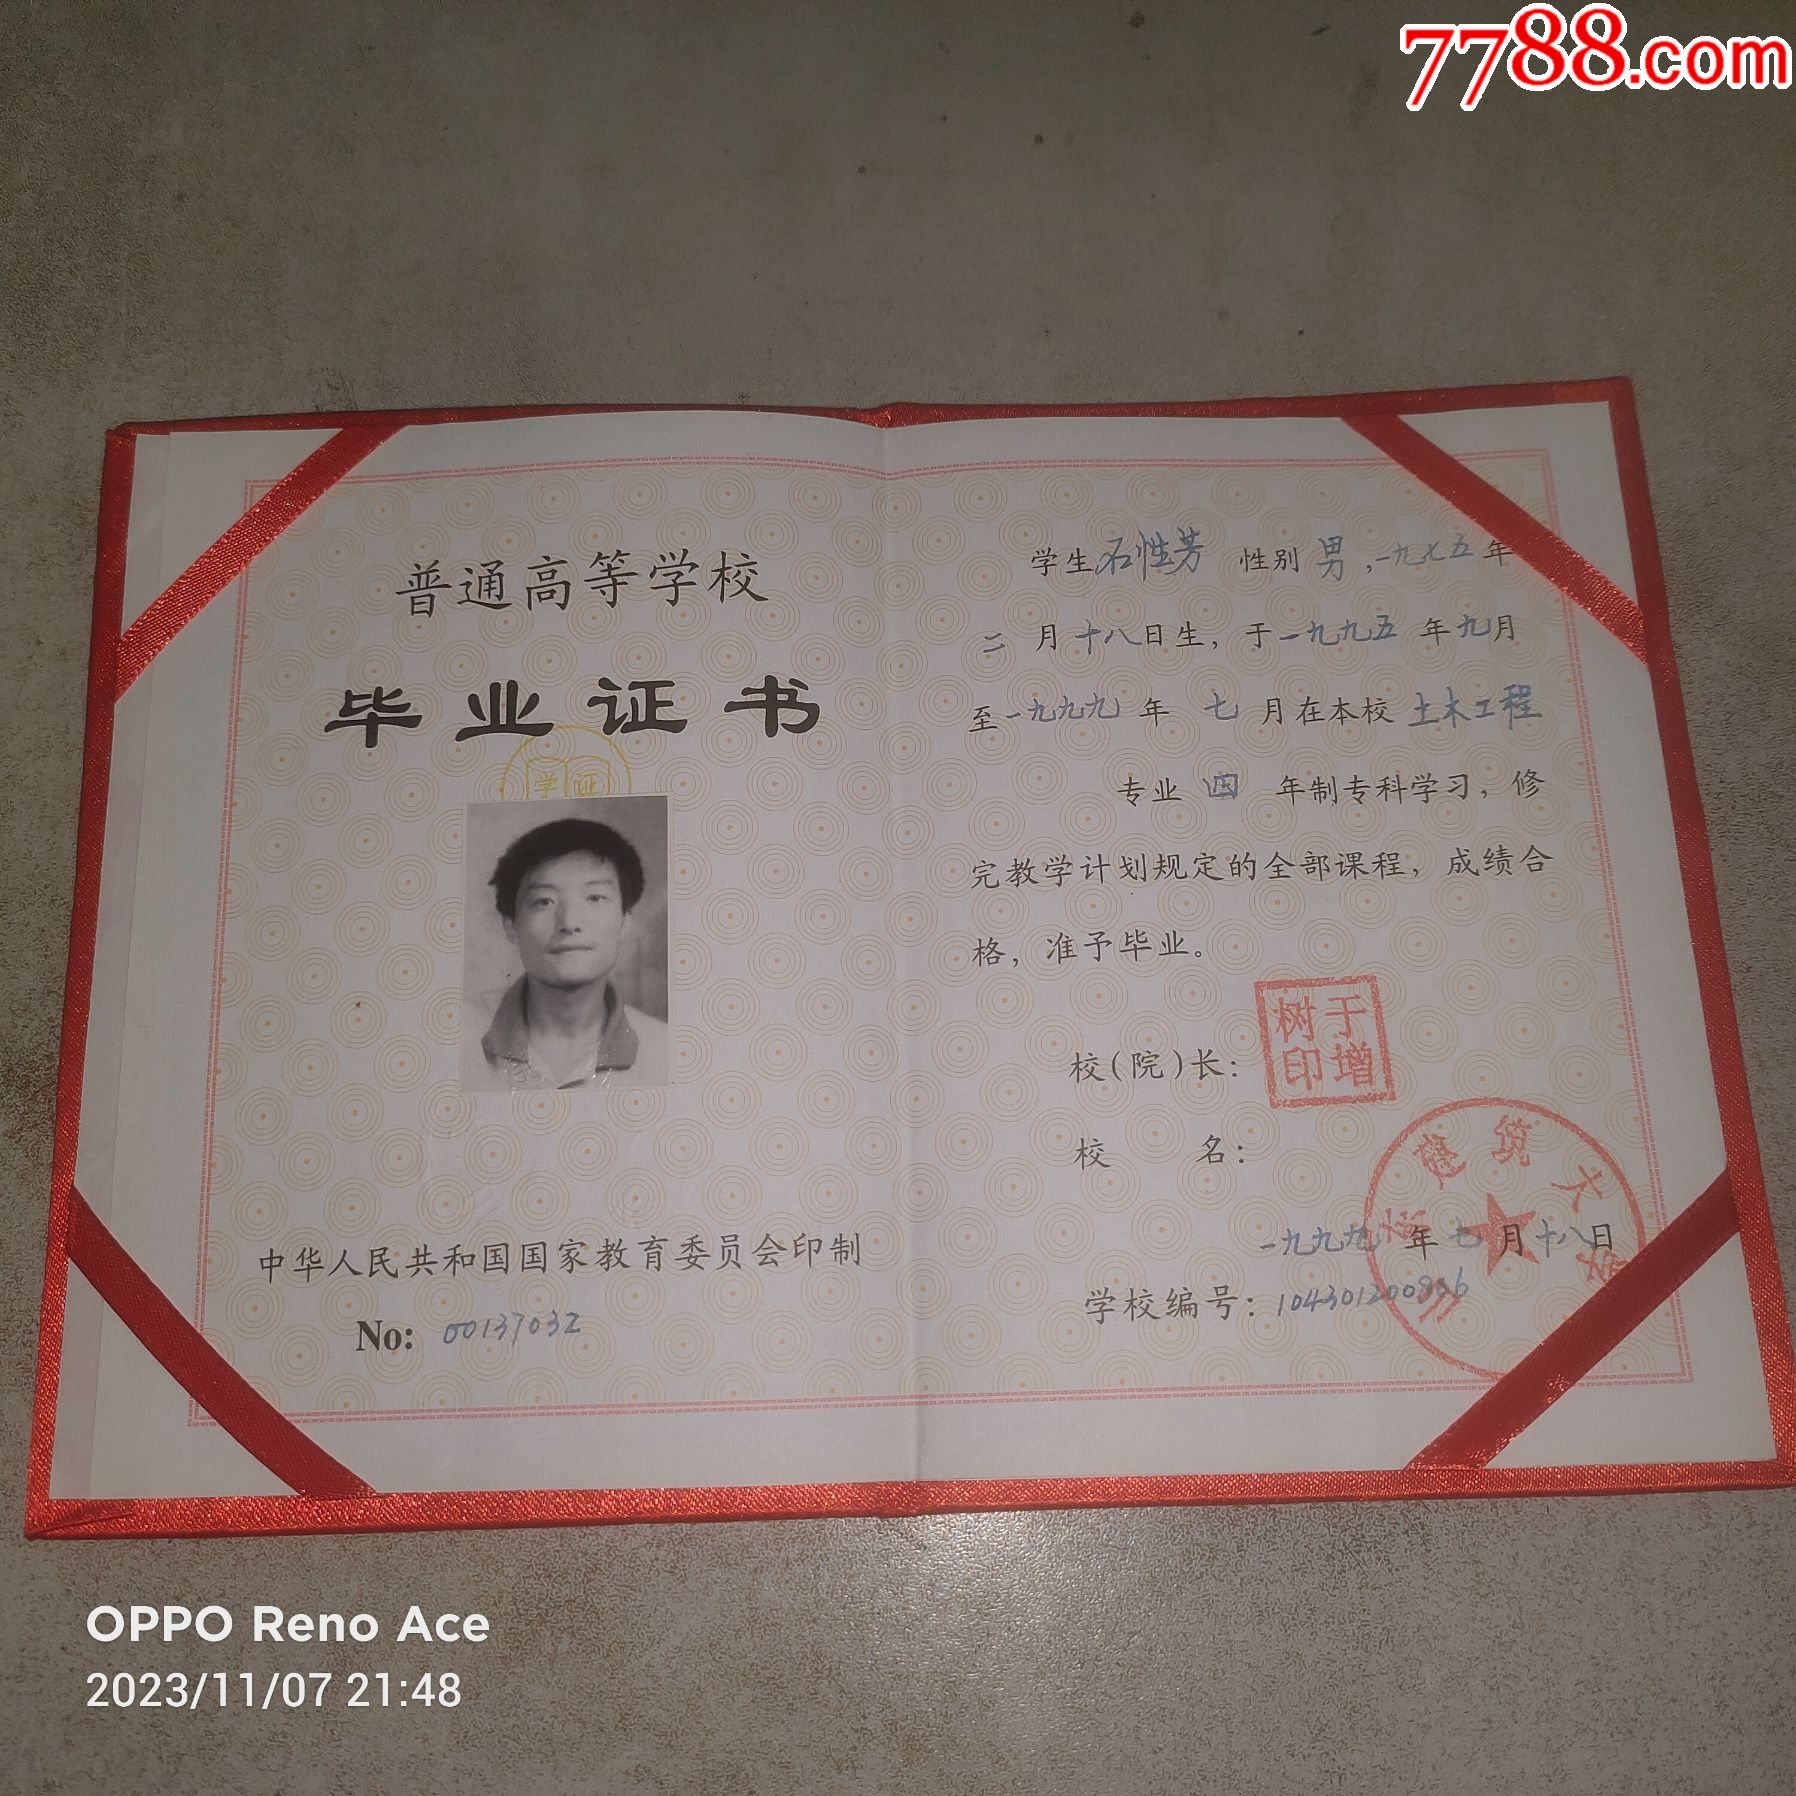 7788.com
普通高等学校
毕业证书
学证
中华人民共和国国家教育委员会印制
No: 00137032
学生石性芳 性别 男,一九七五年
二 月十八日生，于一九九五 年九月
至一九九九 年 七 月在本校 土木工程
专业 四 年制专科学习，修
完教学计划规定的全部课程，成绩合
格，准予毕业。
校(院)长：
树于
印增
校 名：
建筑大学
一九九九 年七月十八日
学校编号：104301200906
OPPO Reno Ace
2023/11/07 21:48